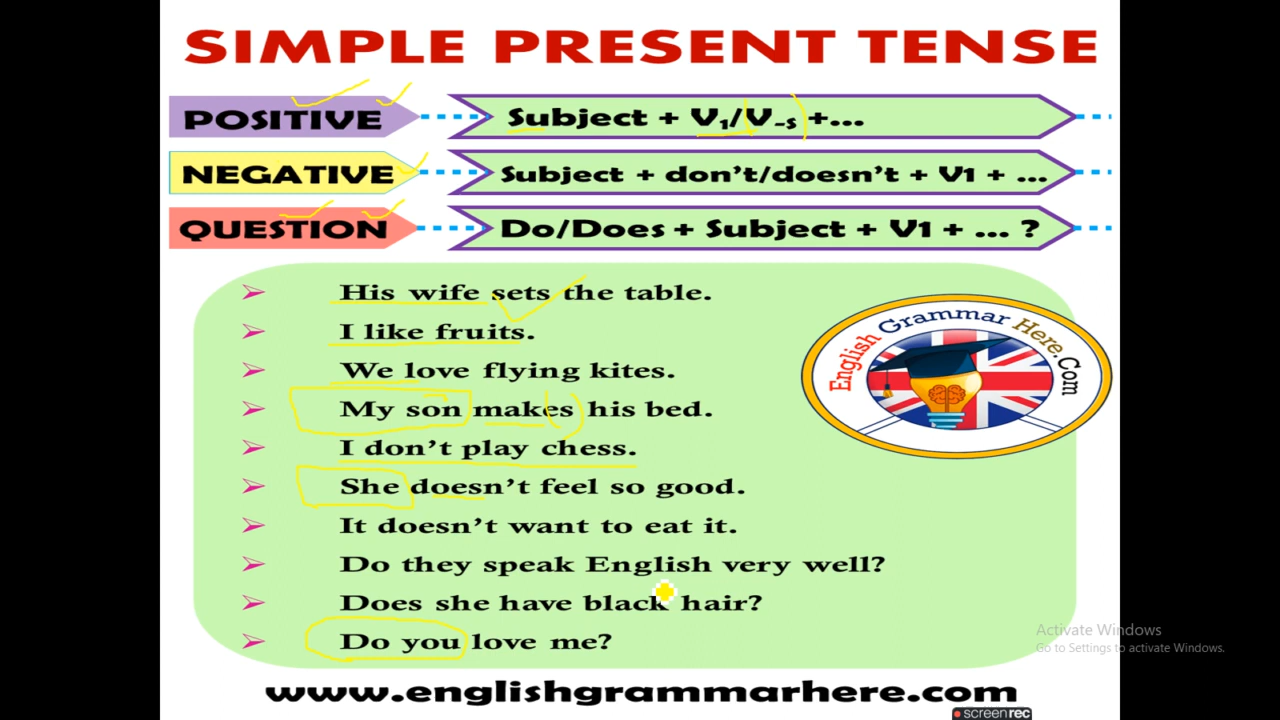 SIMPLE PRESENT TENSE
POSITIVE Subject + V₁/V₋s +...
NEGATIVE Subject + don't/doesn't + V1 + ...
QUESTION Do/Does + Subject + V1 + ... ?
➢ His wife sets the table.
➢ I like fruits.
➢ We love flying kites.
➢ My son makes his bed.
➢ I don't play chess.
➢ She doesn't feel so good.
➢ It doesn't want to eat it.
➢ Do they speak English very well?
➢ Does she have black hair?
➢ Do you love me?
English Grammar Here.Com
Activate Windows
Go to Settings to activate Windows.
www.englishgrammarhere.com
screenrec